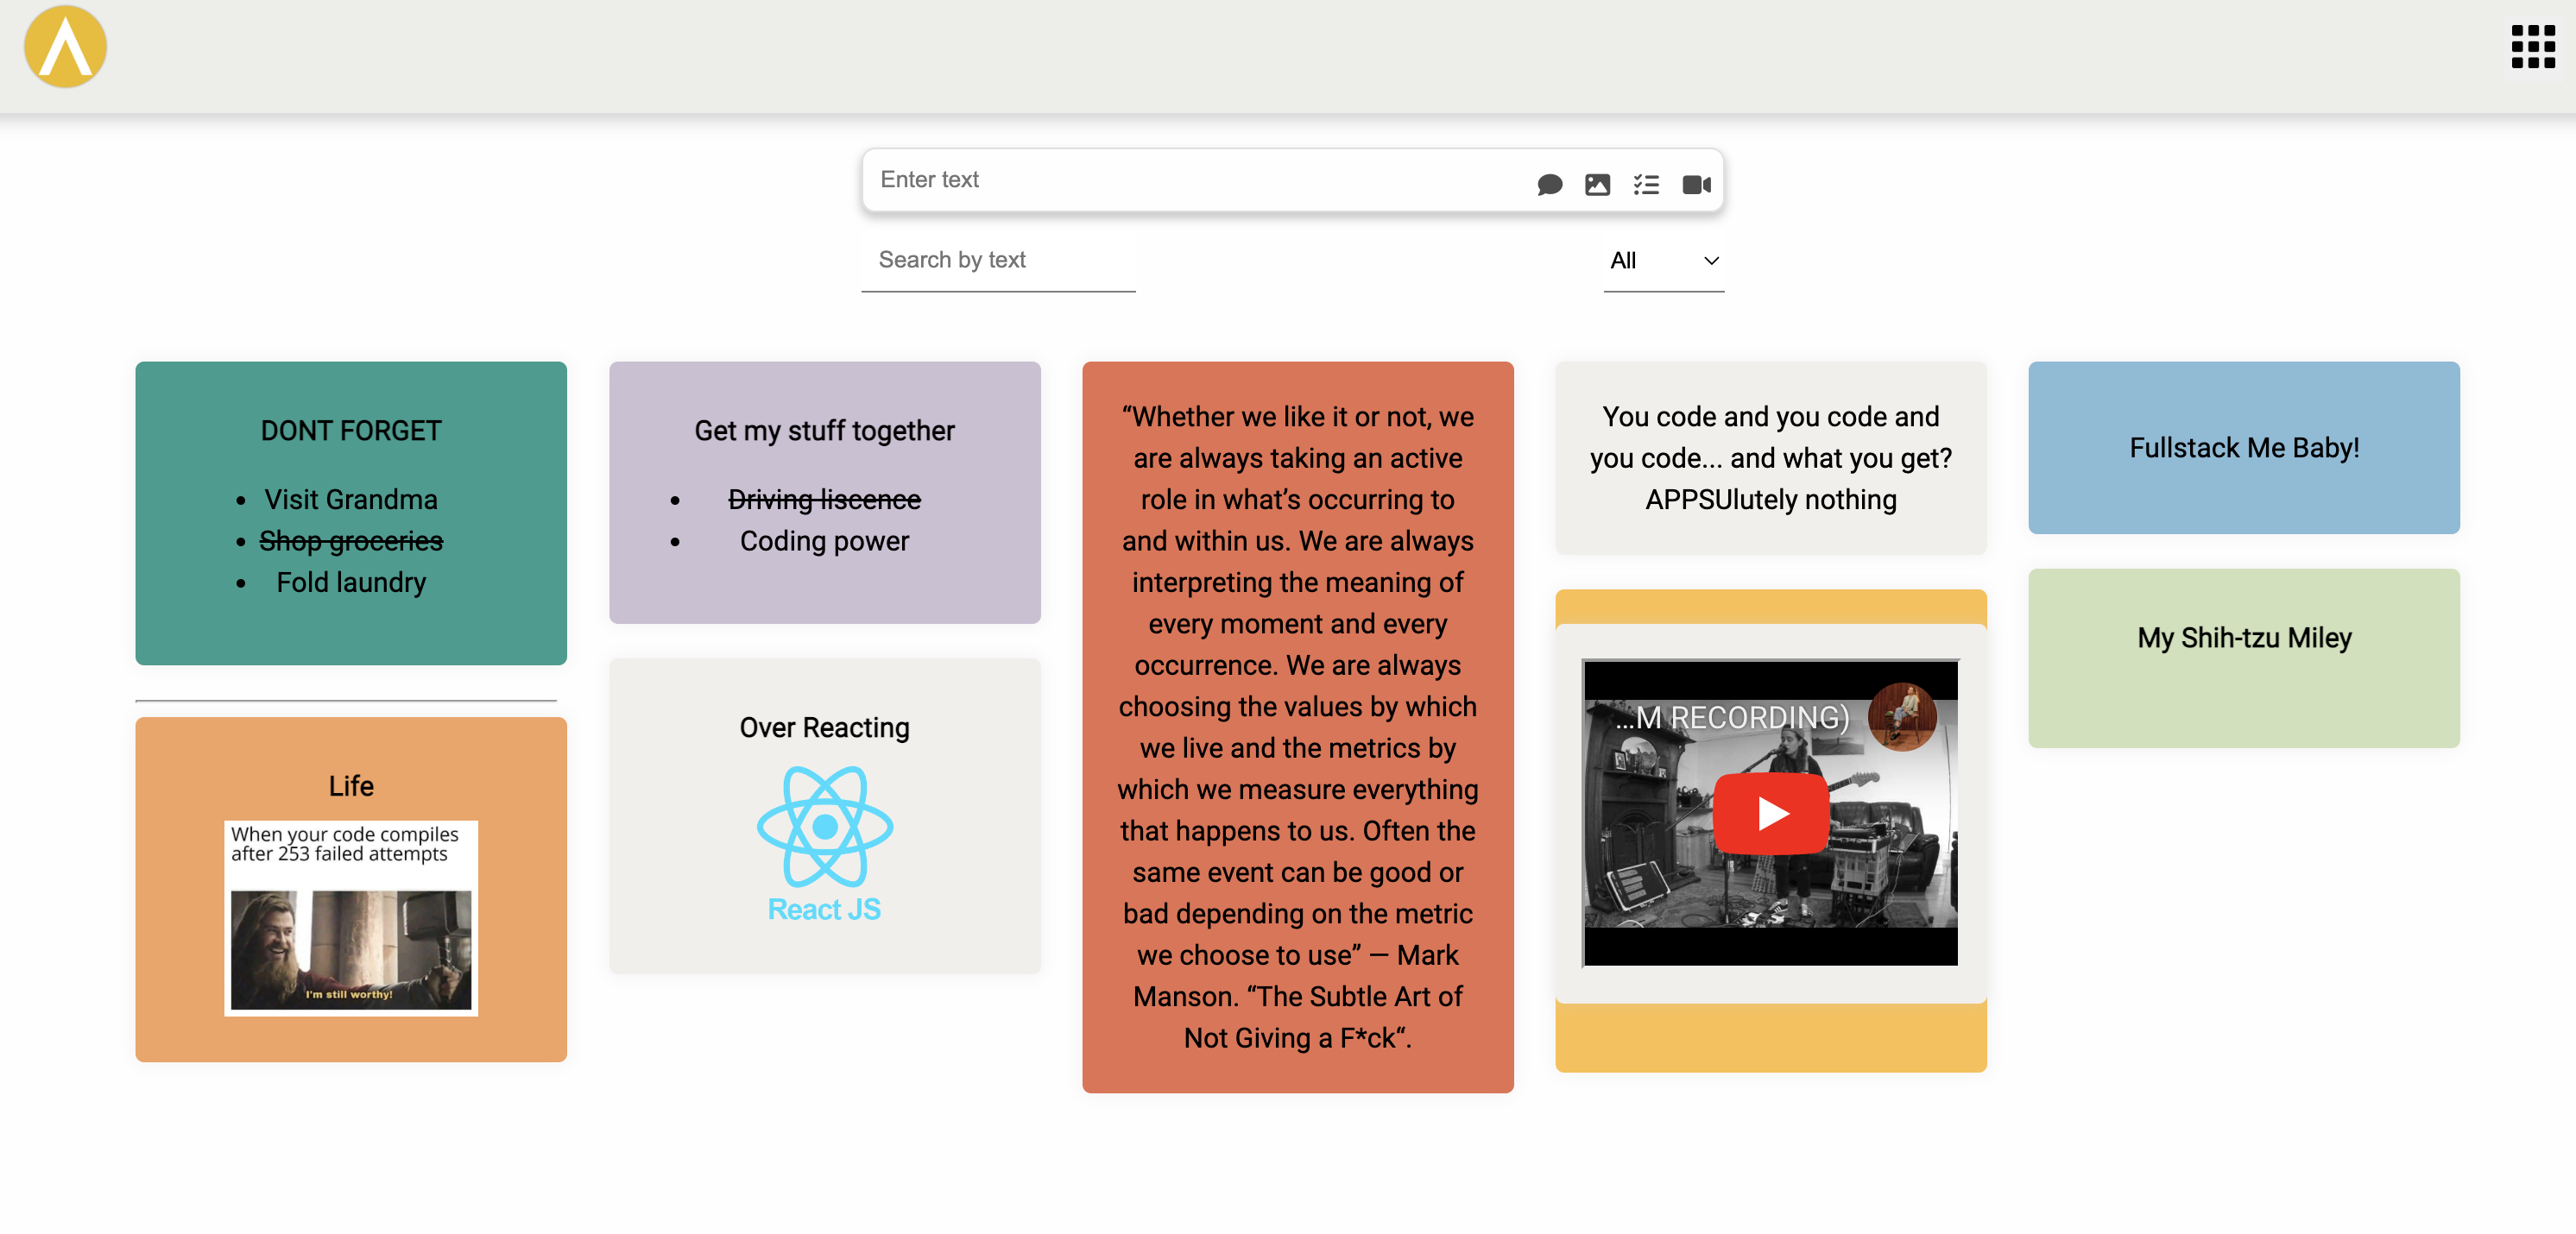 Enter text
Search by text
All
DONT FORGET
Visit Grandma
Shop groceries
Fold laundry
Life
When your code compiles
after 253 failed attempts
I'm still worthy!
Get my stuff together
Driving liscence
Coding power
Over Reacting
React JS
“Whether we like it or not, we
are always taking an active
role in what’s occurring to
and within us. We are always
interpreting the meaning of
every moment and every
occurrence. We are always
choosing the values by which
we live and the metrics by
which we measure everything
that happens to us. Often the
same event can be good or
bad depending on the metric
we choose to use” — Mark
Manson. “The Subtle Art of
Not Giving a F*ck“.
You code and you code and
you code... and what you get?
APPSUlutely nothing
...M RECORDING)
Fullstack Me Baby!
My Shih-tzu Miley